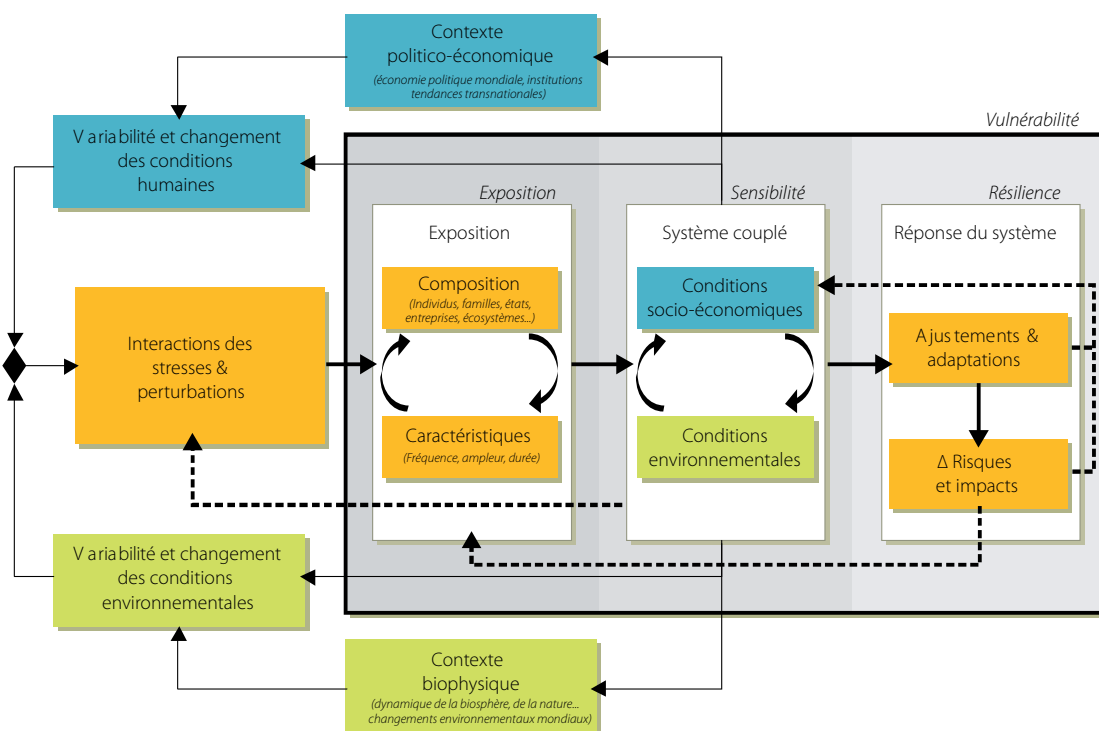 Contexte
politico-économique
(économie politique mondiale, institutions
tendances transnationales)
Variabilité et changement
des conditions
humaines
Vulnérabilité
Exposition
Sensibilité
Résilience
Exposition
Système couplé
Réponse du système
Composition
(Individus, familles, états,
entreprises, écosystèmes...)
Conditions
socio-économiques
Interactions des
stresses &
perturbations
Ajustements &
adaptations
Caractéristiques
(Fréquence, ampleur, durée)
Conditions
environnementales
Δ Risques
et impacts
Variabilité et changement
des conditions
environnementales
Contexte
biophysique
(dynamique de la biosphère, de la nature...
changements environnementaux mondiaux)